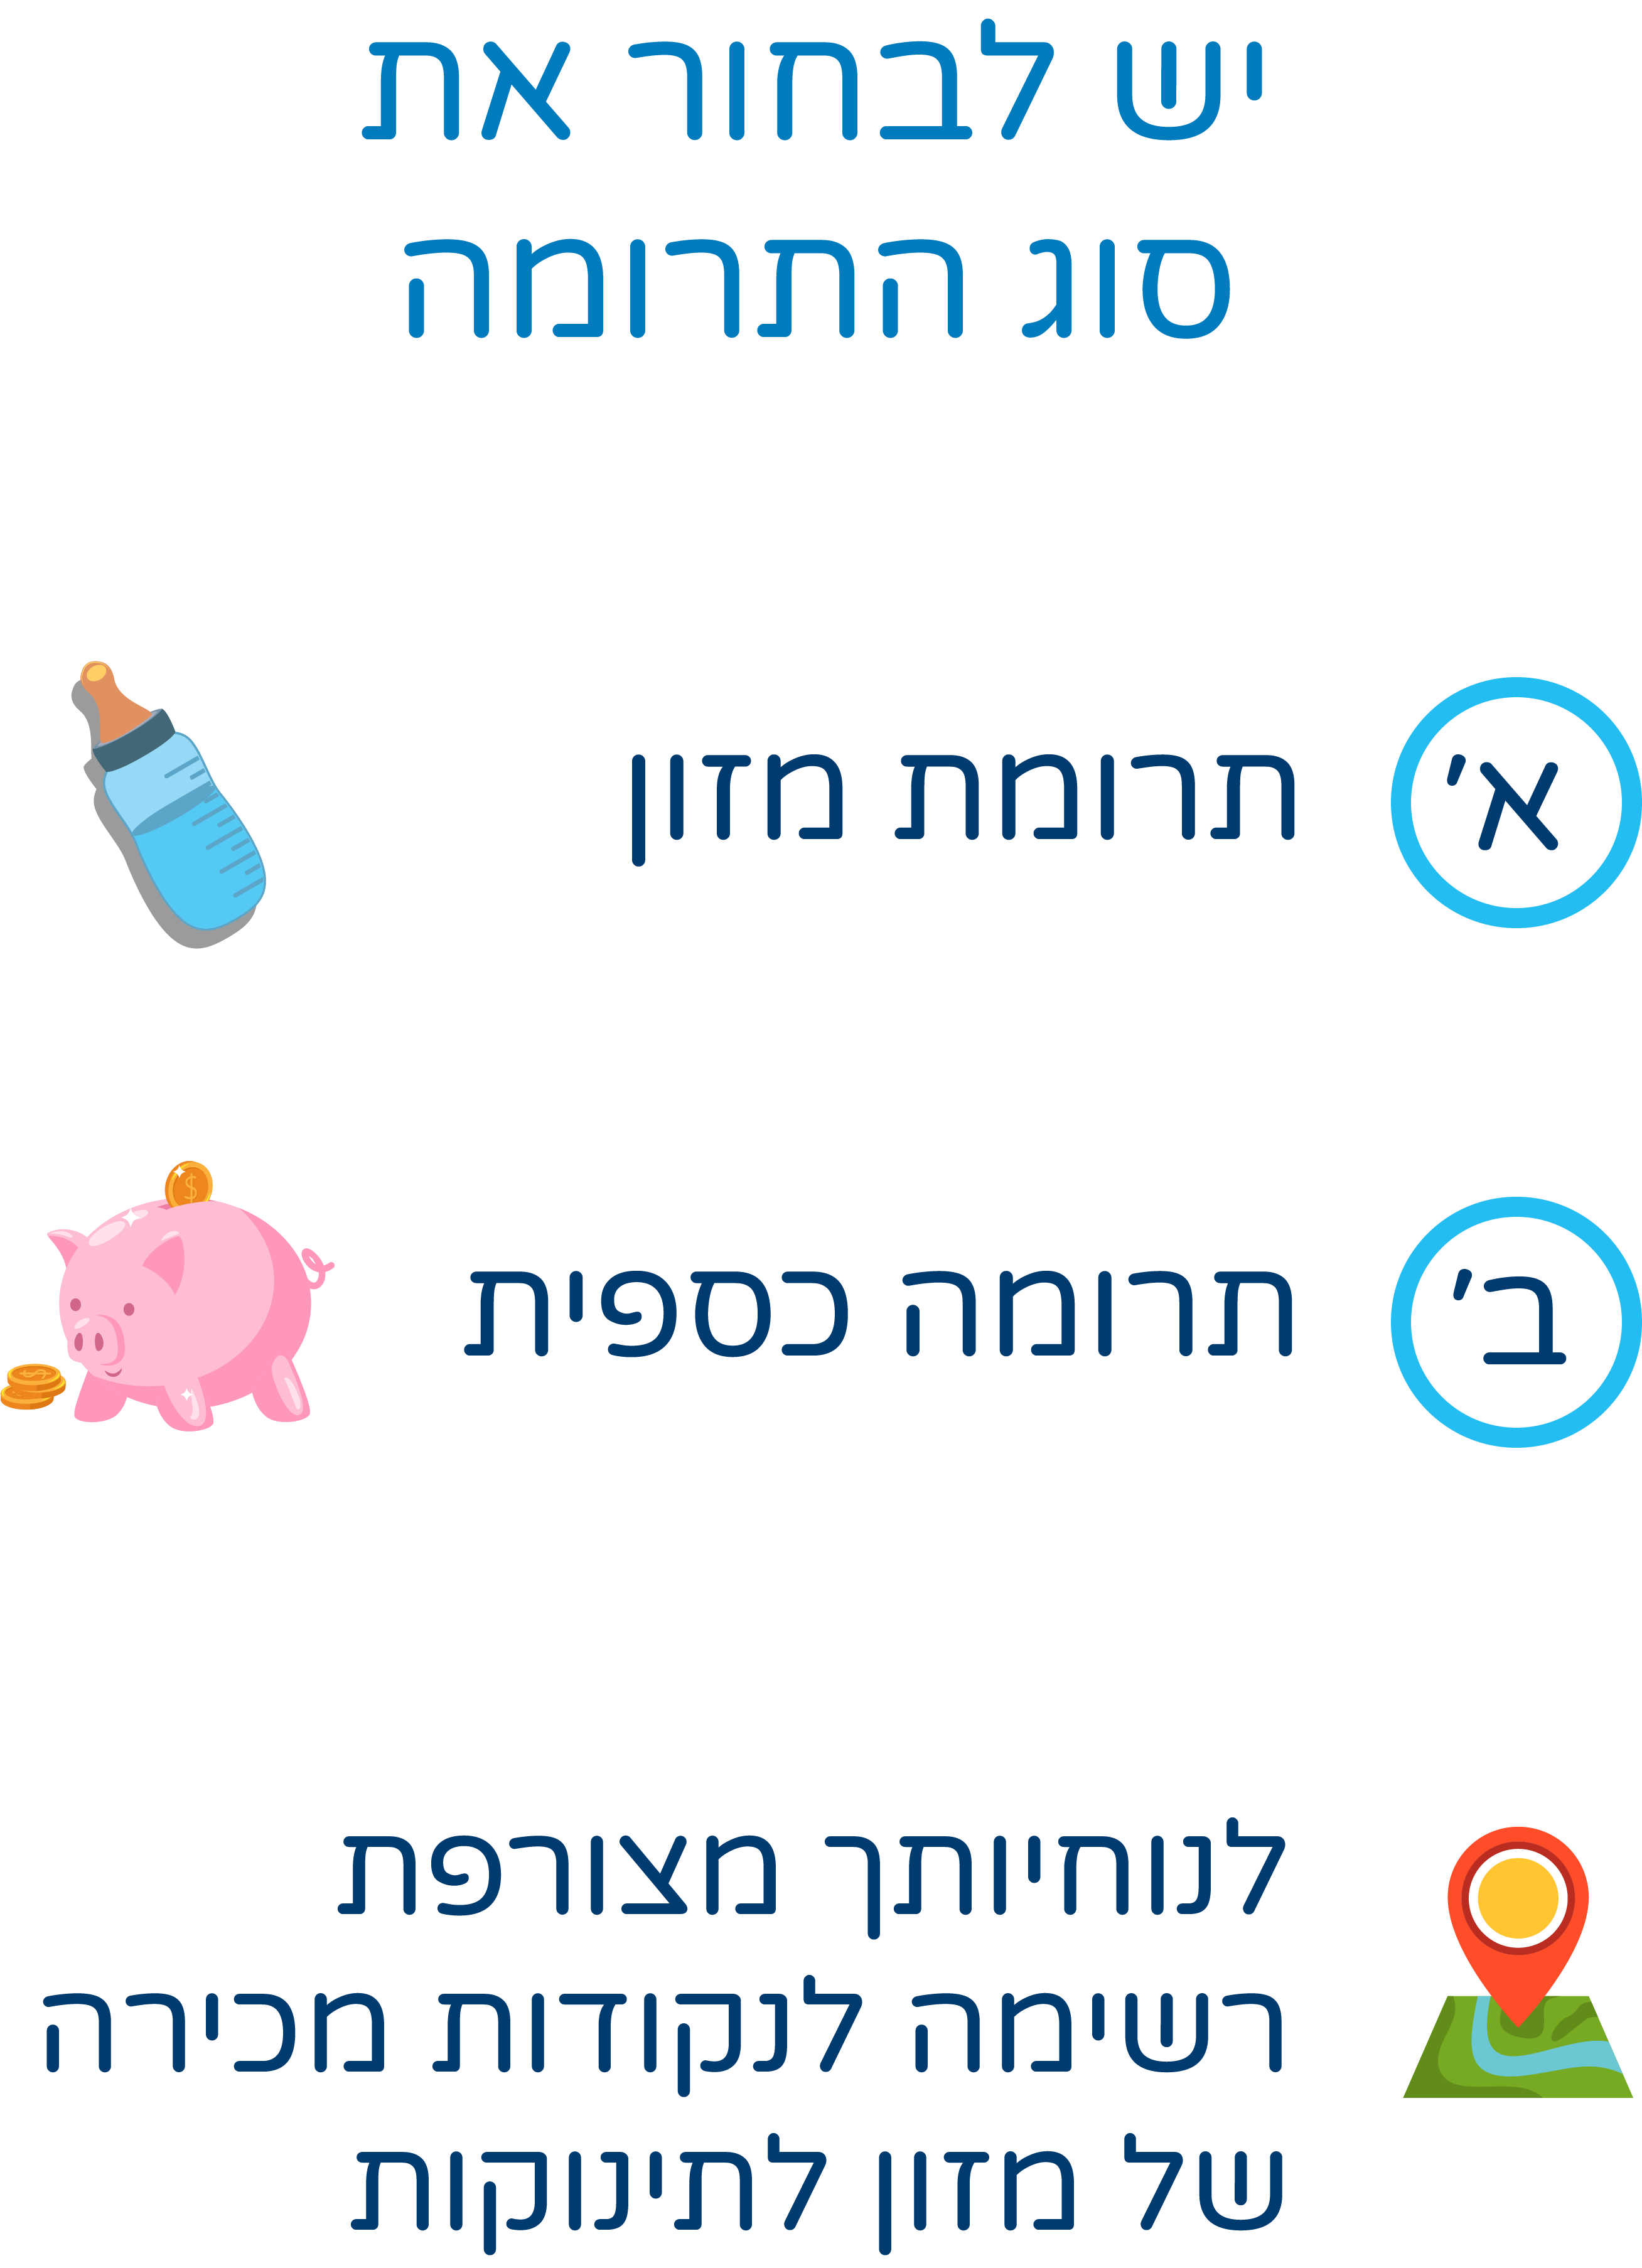 יש לבחור את
סוג התרומה
א'
תרומת מזון
ב'
תרומה כספית
לנוחיותך מצורפת
רשימה לנקודות מכירה
של מזון לתינוקות